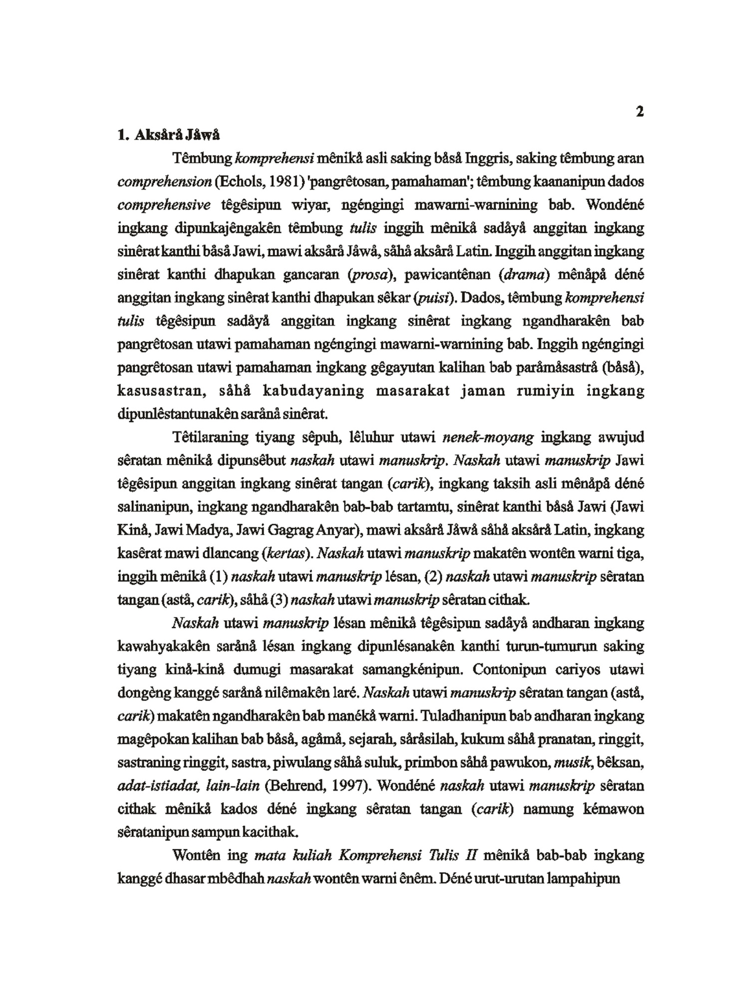 2
1. Aksårå Jåwå
Têmbung komprehensi mênikå asli saking båså Inggris, saking têmbung aran
comprehension (Echols, 1981) 'pangrêtosan, pamahaman'; têmbung kaananipun dados
comprehensive têgêsipun wiyar, ngéngingi mawarni-warnining bab. Wondéné
ingkang dipunkajêngakên têmbung tulis inggih mênikå sadåyå anggitan ingkang
sinêrat kanthi båså Jawi, mawi aksårå Jåwå, såhå aksårå Latin. Inggih anggitan ingkang
sinêrat kanthi dhapukan gancaran (prosa), pawicantênan (drama) mênåpå déné
anggitan ingkang sinêrat kanthi dhapukan sêkar (puisi). Dados, têmbung komprehensi
tulis têgêsipun sadåyå anggitan ingkang sinêrat ingkang ngandharakên bab
pangrêtosan utawi pamahaman ngéngingi mawarni-warnining bab. Inggih ngéngingi
pangrêtosan utawi pamahaman ingkang gêgayutan kalihan bab paråmåsastrå (båså),
kasusastran, såhå kabudayaning masarakat jaman rumiyin ingkang
dipunlêstantunakên sarånå sinêrat.
Têtilaraning tiyang sêpuh, lêluhur utawi nenek-moyang ingkang awujud
sêratan mênikå dipunsêbut naskah utawi manuskrip. Naskah utawi manuskrip Jawi
têgêsipun anggitan ingkang sinêrat tangan (carik), ingkang taksih asli mênåpå déné
salinanipun, ingkang ngandharakên bab-bab tartamtu, sinêrat kanthi båså Jawi (Jawi
Kinå, Jawi Madya, Jawi Gagrag Anyar), mawi aksårå Jåwå såhå aksårå Latin, ingkang
kasêrat mawi dlancang (kertas). Naskah utawi manuskrip makatên wontên warni tiga,
inggih mênikå (1) naskah utawi manuskrip lésan, (2) naskah utawi manuskrip sêratan
tangan (astå, carik), såhå (3) naskah utawi manuskrip sêratan cithak.
Naskah utawi manuskrip lésan mênikå têgêsipun sadåyå andharan ingkang
kawahyakakên sarånå lésan ingkang dipunlésanakên kanthi turun-tumurun saking
tiyang kinå-kinå dumugi masarakat samangkénipun. Contonipun cariyos utawi
dongèng kanggé sarånå nilêmakên laré. Naskah utawi manuskrip sêratan tangan (astå,
carik) makatên ngandharakên bab manékå warni. Tuladhanipun bab andharan ingkang
magêpokan kalihan bab båså, agåmå, sejarah, såråsilah, kukum såhå pranatan, ringgit,
sastraning ringgit, sastra, piwulang såhå suluk, primbon såhå pawukon, musik, bêksan,
adat-istiadat, lain-lain (Behrend, 1997). Wondéné naskah utawi manuskrip sêratan
cithak mênikå kados déné ingkang sêratan tangan (carik) namung kémawon
sêratanipun sampun kacithak.
Wontên ing mata kuliah Komprehensi Tulis II mênikå bab-bab ingkang
kanggé dhasar mbêdhah naskah wontên warni ênêm. Déné urut-urutan lampahipun